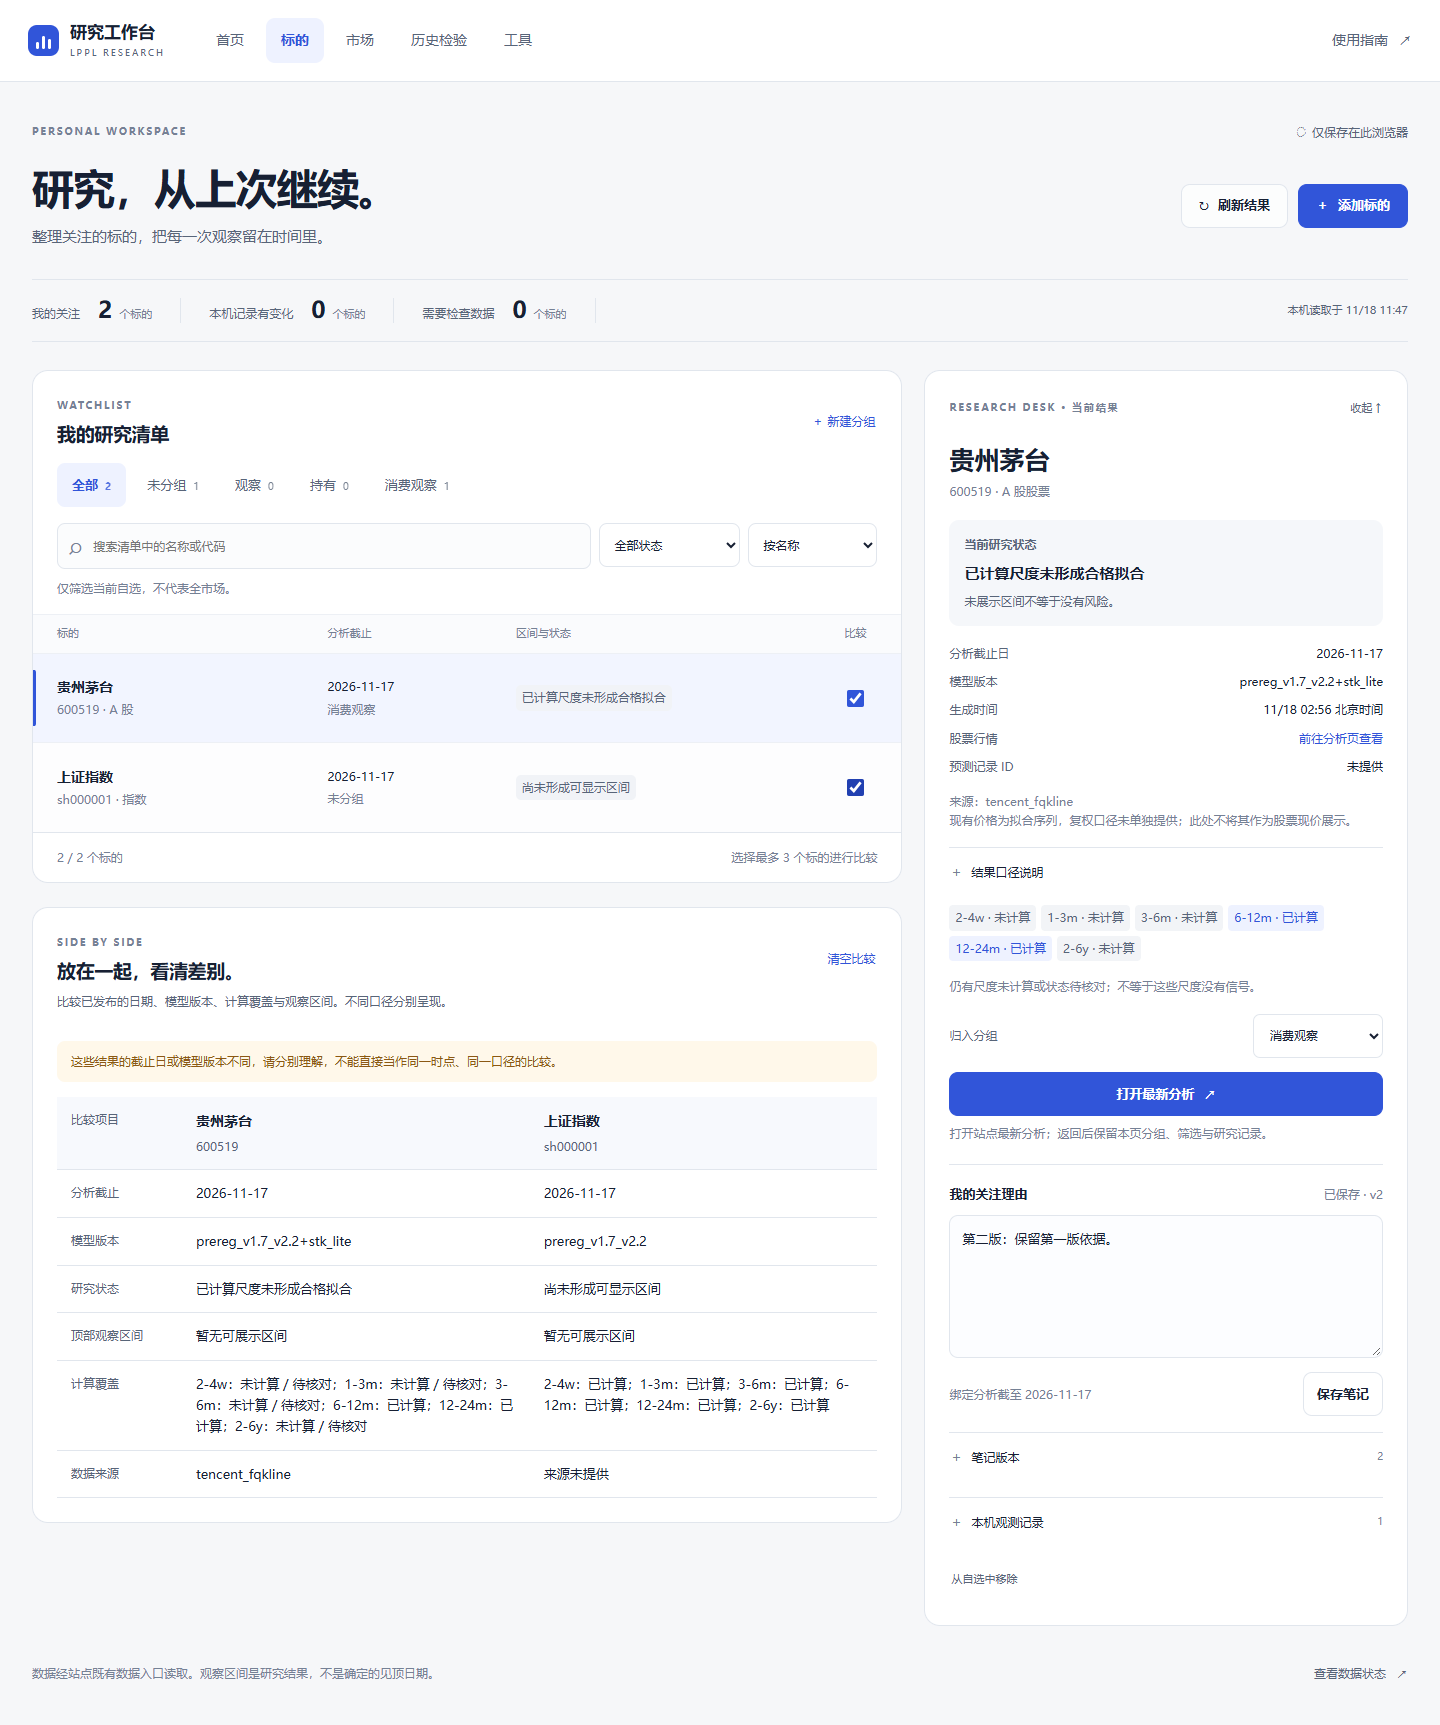 研究工作台
LPPL RESEARCH
首页
标的
市场
历史检验
工具
使用指南 ↗
PERSONAL WORKSPACE
仅保存在此浏览器
研究，从上次继续。
整理关注的标的，把每一次观察留在时间里。
↻ 刷新结果
+ 添加标的
我的关注 2 个标的
本机记录有变化 0 个标的
需要检查数据 0 个标的
本机读取于 11/18 11:47
WATCHLIST
我的研究清单
+ 新建分组
全部 2
未分组 1
观察 0
持有 0
消费观察 1
搜索清单中的名称或代码
全部状态
按名称
仅筛选当前自选，不代表全市场。
标的 分析截止 区间与状态 比较
贵州茅台
600519 · A 股
2026-11-17
消费观察
已计算尺度未形成合格拟合
上证指数
sh000001 · 指数
2026-11-17
未分组
尚未形成可显示区间
2 / 2 个标的
选择最多 3 个标的进行比较
SIDE BY SIDE
放在一起，看清差别。
清空比较
比较已发布的日期、模型版本、计算覆盖与观察区间。不同口径分别呈现。
这些结果的截止日或模型版本不同，请分别理解，不能直接当作同一时点、同一口径的比较。
比较项目 贵州茅台 上证指数
600519 sh000001
分析截止 2026-11-17 2026-11-17
模型版本 prereg_v1.7_v2.2+stk_lite prereg_v1.7_v2.2
研究状态 已计算尺度未形成合格拟合 尚未形成可显示区间
顶部观察区间 暂无可展示区间 暂无可展示区间
计算覆盖
2-4w：未计算 / 待核对；1-3m：未计算 / 待核对；3-
6m：未计算 / 待核对；6-12m：已计算；12-24m：已
计算；2-6y：未计算 / 待核对
2-4w：已计算；1-3m：已计算；3-6m：已计算；6-
12m：已计算；12-24m：已计算；2-6y：已计算
数据来源 tencent_fqkline 来源未提供
RESEARCH DESK • 当前结果
收起 ↑
贵州茅台
600519 · A 股股票
当前研究状态
已计算尺度未形成合格拟合
未展示区间不等于没有风险。
分析截止日 2026-11-17
模型版本 prereg_v1.7_v2.2+stk_lite
生成时间 11/18 02:56 北京时间
股票行情 前往分析页查看
预测记录 ID 未提供
来源：tencent_fqkline
现有价格为拟合序列，复权口径未单独提供；此处不将其作为股票现价展示。
+ 结果口径说明
2-4w · 未计算
1-3m · 未计算
3-6m · 未计算
6-12m · 已计算
12-24m · 已计算
2-6y · 未计算
仍有尺度未计算或状态待核对；不等于这些尺度没有信号。
归入分组 消费观察
打开最新分析 ↗
打开站点最新分析；返回后保留本页分组、筛选与研究记录。
我的关注理由 已保存 · v2
第二版：保留第一版依据。
绑定分析截至 2026-11-17
保存笔记
+ 笔记版本 2
+ 本机观测记录 1
从自选中移除
数据经站点既有数据入口读取。观察区间是研究结果，不是确定的见顶日期。
查看数据状态 ↗